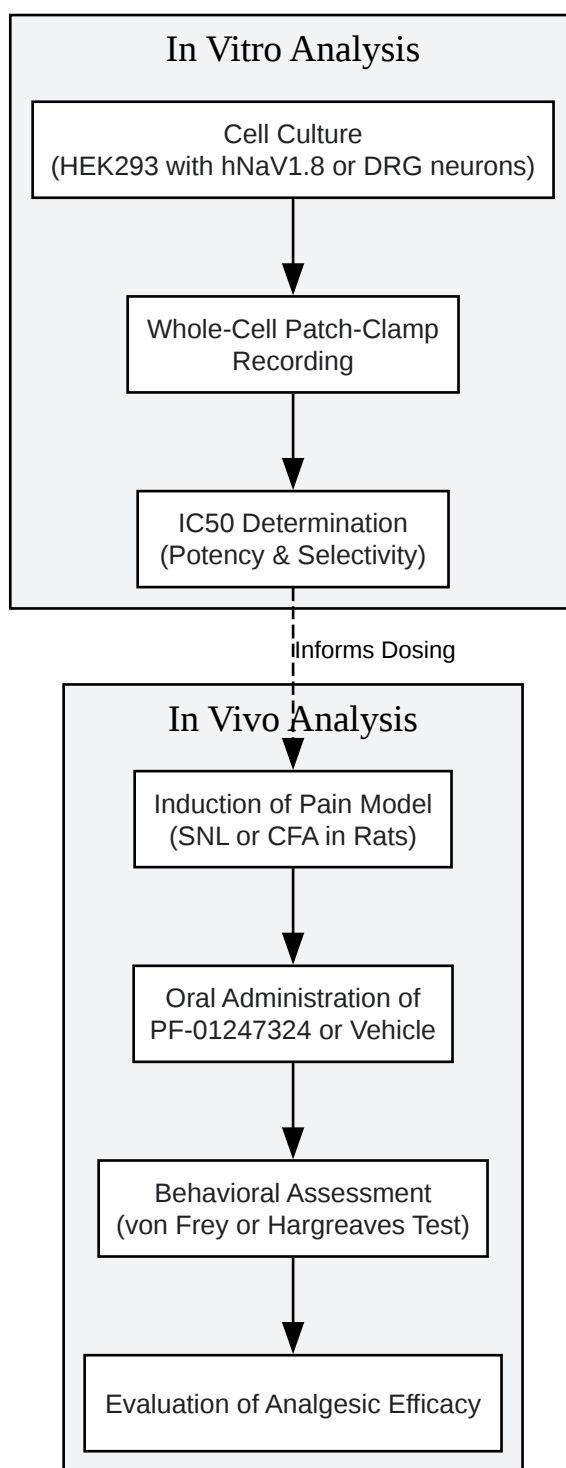 In Vitro Analysis
Cell Culture
(HEK293 with hNaV1.8 or DRG neurons)
Whole-Cell Patch-Clamp
Recording
IC50 Determination
(Potency & Selectivity)
Informs Dosing
In Vivo Analysis
Induction of Pain Model
(SNL or CFA in Rats)
Oral Administration of
PF-01247324 or Vehicle
Behavioral Assessment
(von Frey or Hargreaves Test)
Evaluation of Analgesic Efficacy